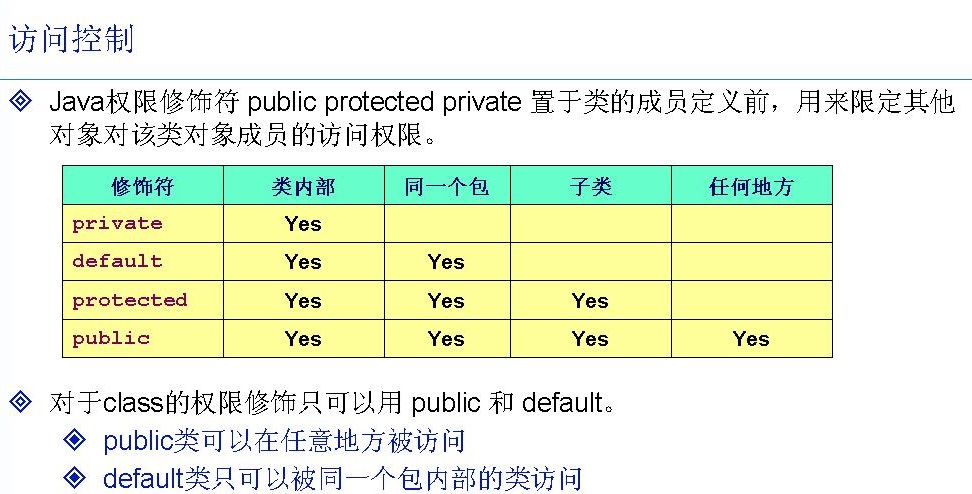 访问控制
Java权限修饰符 public protected private 置于类的成员定义前，用来限定其他
对象对该类对象成员的访问权限。
修饰符 类内部 同一个包 子类 任何地方
private Yes
default Yes Yes
protected Yes Yes Yes
public Yes Yes Yes Yes
对于class的权限修饰只可以用 public 和 default。
public类可以在任意地方被访问
default类只可以被同一个包内部的类访问